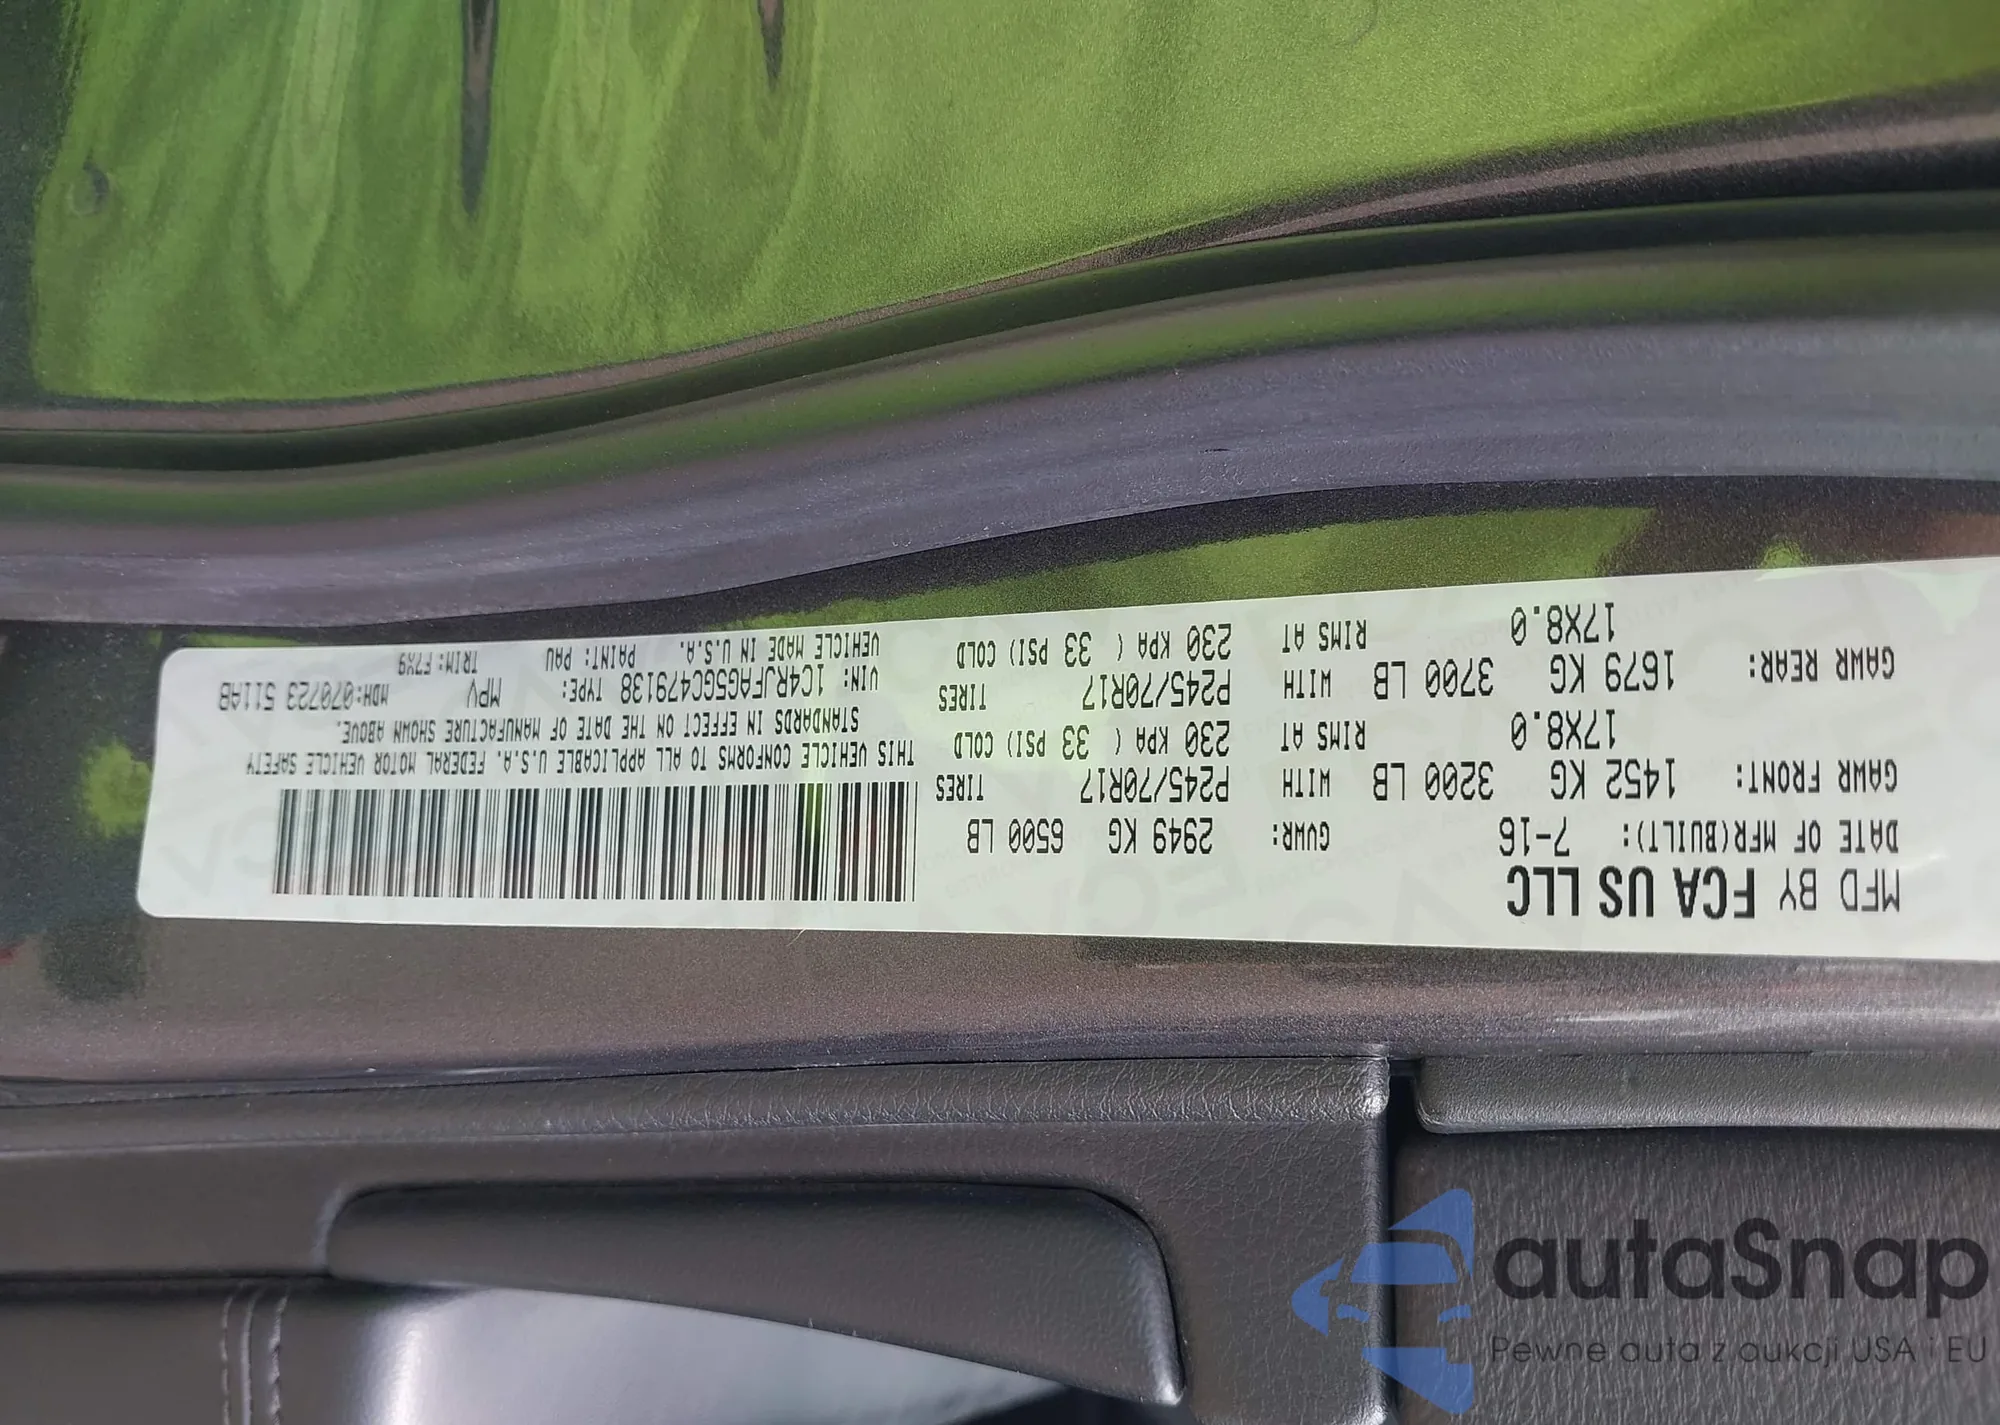 MFD BY FCA US LLC
DATE OF MFR(BUILT): 7-16 GVWR: 2949 KG 6500 LB
GAWR FRONT: 1452 KG 3200 LB WITH P245/70R17 TIRES
17X8.0 RIMS AT 230 KPA ( 33 PSI) COLD
GAWR REAR: 1679 KG 3700 LB WITH P245/70R17 TIRES
17X8.0 RIMS AT 230 KPA ( 33 PSI) COLD
THIS VEHICLE CONFORMS TO ALL APPLICABLE U.S.A. FEDERAL MOTOR VEHICLE SAFETY
STANDARDS IN EFFECT ON THE DATE OF MANUFACTURE SHOWN ABOVE.
VIN: 1C4RJFAG5GC479138 TYPE: MPV MDH:070723 511AB
VEHICLE MADE IN U.S.A. PAINT: PAU TRIM: F7X9
autaSnap
Pewne auta z aukcji USA i EU